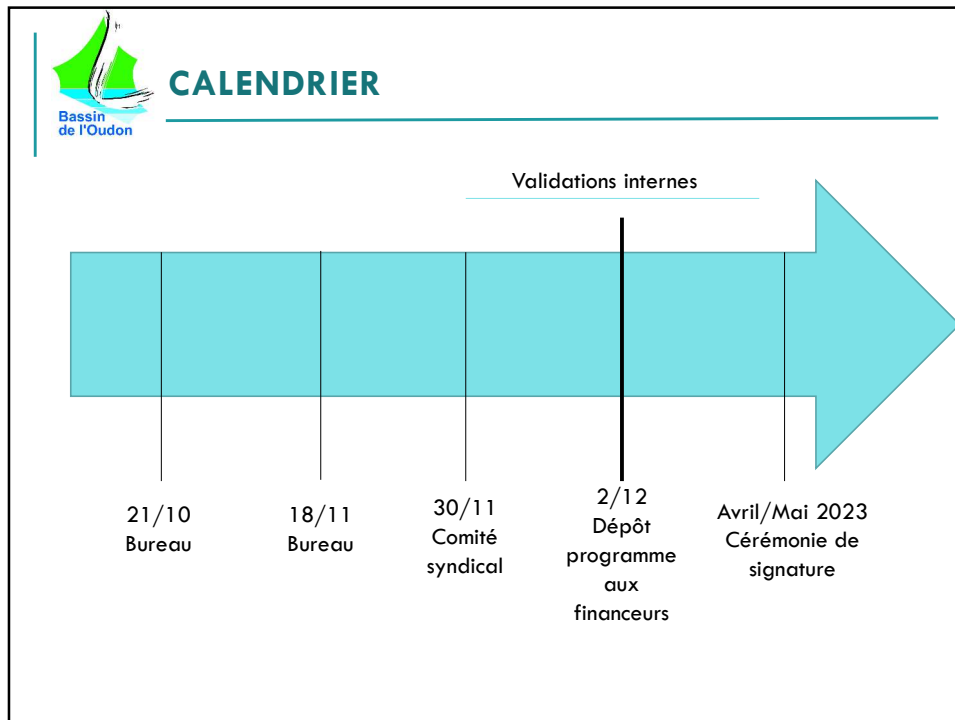 CALENDRIER
Bassin
de l'Oudon
Validations internes
21/10
Bureau
18/11
Bureau
30/11
Comité
syndical
2/12
Dépôt
programme
aux
financeurs
Avril/Mai 2023
Cérémonie de
signature